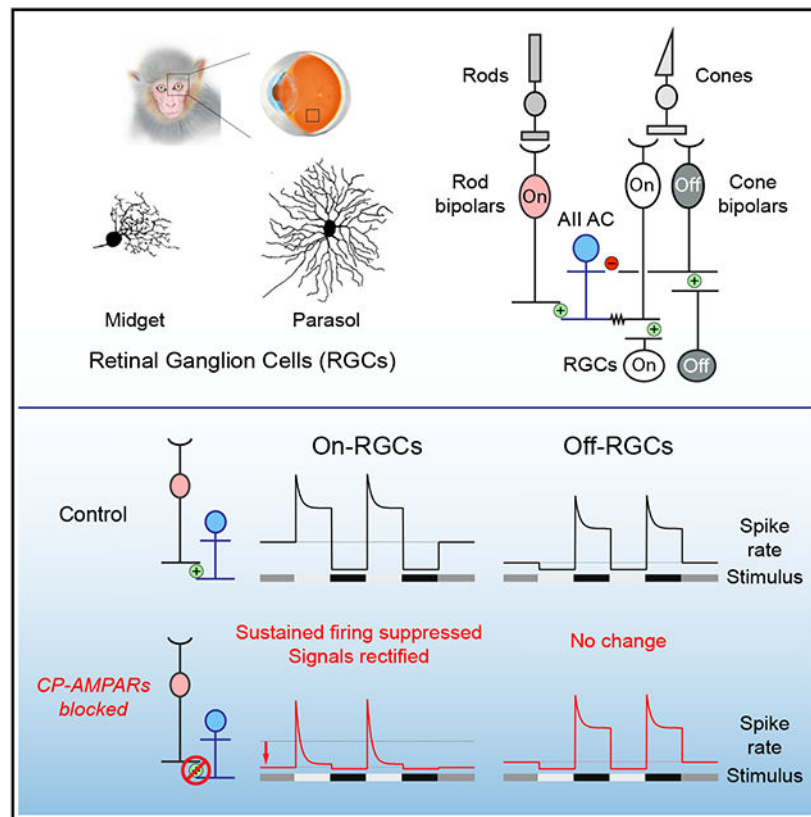 Rods
Cones
Rod
bipolars
On
AII AC
On
Off
Cone
bipolars
−
+
+
+
Midget
Parasol
Retinal Ganglion Cells (RGCs)
RGCs
On
Off
On-RGCs
Off-RGCs
Control
+
Spike
rate
Stimulus
Sustained firing suppressed
Signals rectified
No change
CP-AMPARs
blocked
+
Spike
rate
Stimulus